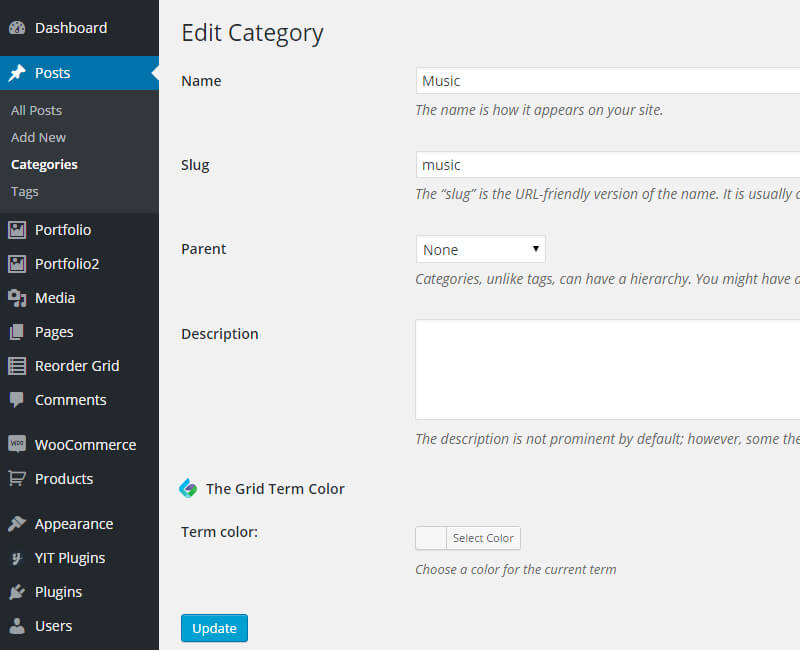 Dashboard
Posts
All Posts
Add New
Categories
Tags
Portfolio
Portfolio2
Media
Pages
Reorder Grid
Comments
WooCommerce
Products
Appearance
YIT Plugins
Plugins
Users
Edit Category
Name
Music
The name is how it appears on your site.
Slug
music
The “slug” is the URL-friendly version of the name. It is usually
Parent
None
Categories, unlike tags, can have a hierarchy. You might have
Description
The description is not prominent by default; however, some
The Grid Term Color
Term color:
Select Color
Choose a color for the current term
Update